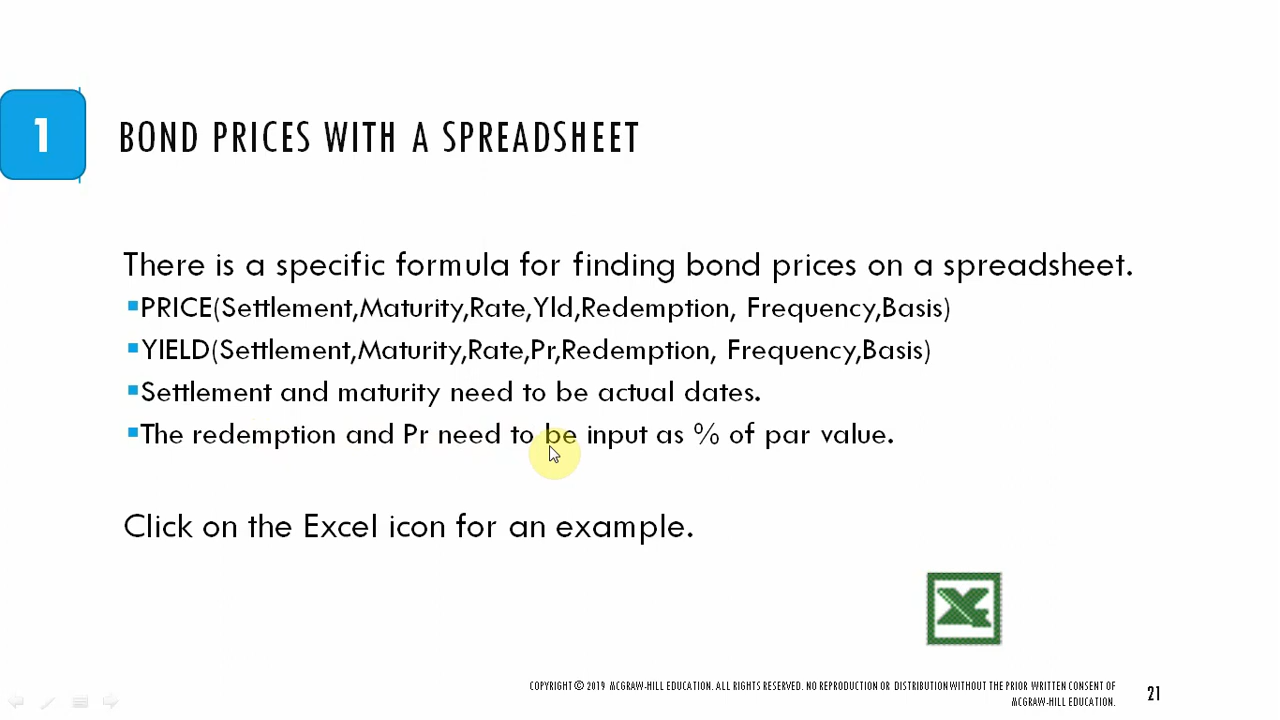 1
BOND PRICES WITH A SPREADSHEET
There is a specific formula for finding bond prices on a spreadsheet.
▪PRICE(Settlement,Maturity,Rate,Yld,Redemption, Frequency,Basis)
▪YIELD(Settlement,Maturity,Rate,Pr,Redemption, Frequency,Basis)
▪Settlement and maturity need to be actual dates.
▪The redemption and Pr need to be input as % of par value.
Click on the Excel icon for an example.
COPYRIGHT © 2019 MCGRAW-HILL EDUCATION. ALL RIGHTS RESERVED. NO REPRODUCTION OR DISTRIBUTION WITHOUT THE PRIOR WRITTEN CONSENT OF
MCGRAW-HILL EDUCATION.
21